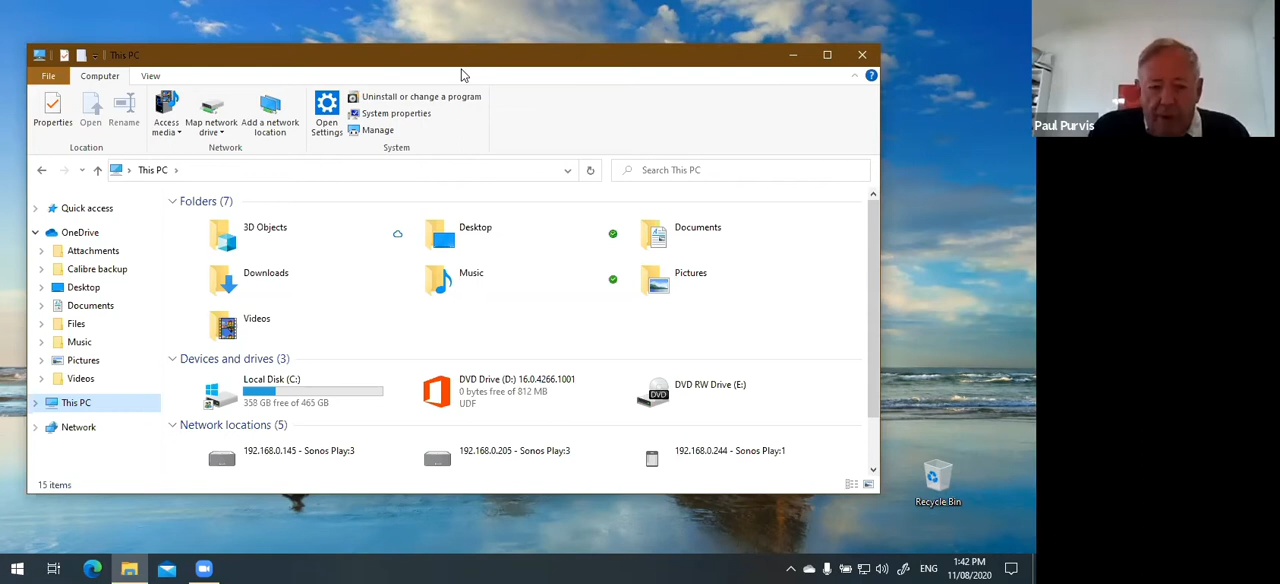 This PC
File Computer View
Properties Open Rename Access media Map network drive Add a network location Open Settings
Uninstall or change a program
System properties
Manage
Location Network System
This PC
Search This PC
Quick access
OneDrive
Attachments
Calibre backup
Desktop
Documents
Files
Music
Pictures
Videos
This PC
Network
Folders (7)
3D Objects
Desktop
Documents
Downloads
Music
Pictures
Videos
Devices and drives (3)
Local Disk (C:)
358 GB free of 465 GB
DVD Drive (D:) 16.0.4266.1001
0 bytes free of 812 MB
UDF
DVD RW Drive (E:)
DVD
Network locations (5)
192.168.0.145 - Sonos Play:3
192.168.0.205 - Sonos Play:3
192.168.0.244 - Sonos Play:1
15 items
Recycle Bin
Paul Purvis
ENG
1:42 PM
11/08/2020